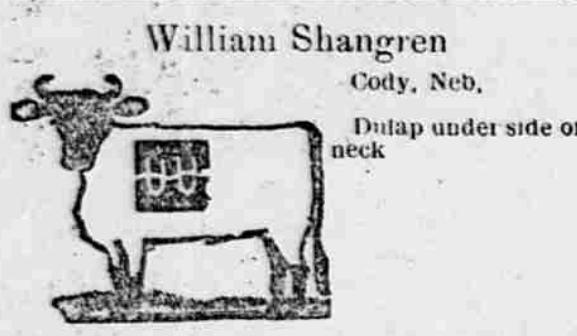 William Shangren
Cody, Neb,
Dulap under side of
neck